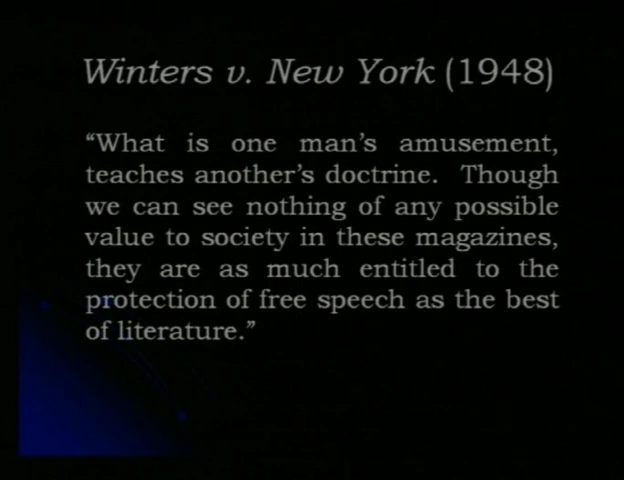 Winters v. New York (1948)
“What is one man’s amusement,
teaches another’s doctrine. Though
we can see nothing of any possible
value to society in these magazines,
they are as much entitled to the
protection of free speech as the best
of literature.”